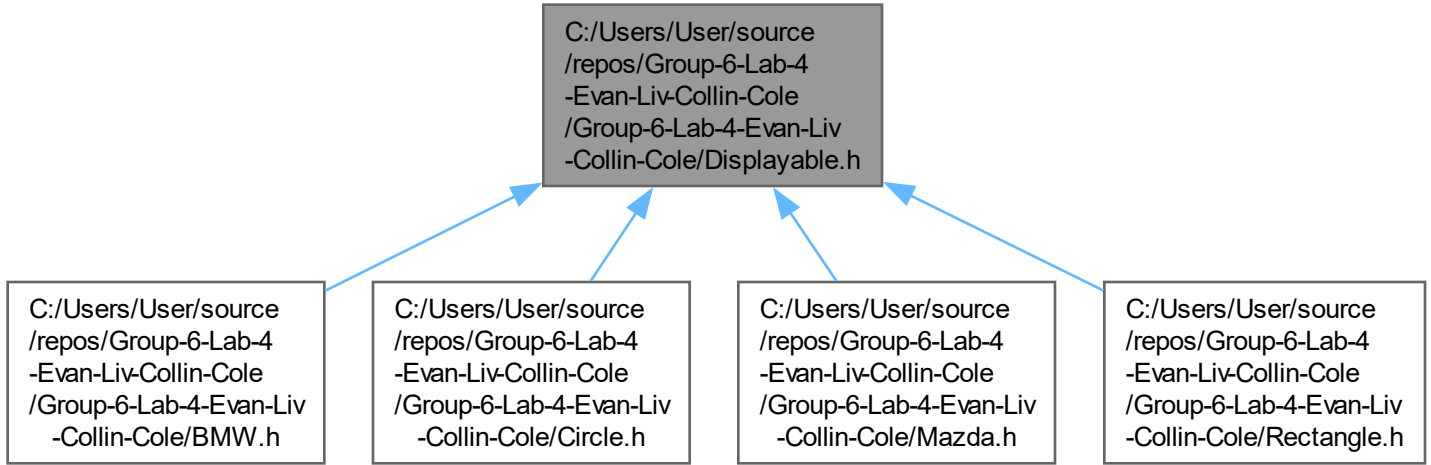 C:/Users/User/source
/repos/Group-6-Lab-4
-Evan-Liv-Collin-Cole
/Group-6-Lab-4-Evan-Liv
-Collin-Cole/Displayable.h
C:/Users/User/source
/repos/Group-6-Lab-4
-Evan-Liv-Collin-Cole
/Group-6-Lab-4-Evan-Liv
-Collin-Cole/BMW.h
C:/Users/User/source
/repos/Group-6-Lab-4
-Evan-Liv-Collin-Cole
/Group-6-Lab-4-Evan-Liv
-Collin-Cole/Circle.h
C:/Users/User/source
/repos/Group-6-Lab-4
-Evan-Liv-Collin-Cole
/Group-6-Lab-4-Evan-Liv
-Collin-Cole/Mazda.h
C:/Users/User/source
/repos/Group-6-Lab-4
-Evan-Liv-Collin-Cole
/Group-6-Lab-4-Evan-Liv
-Collin-Cole/Rectangle.h